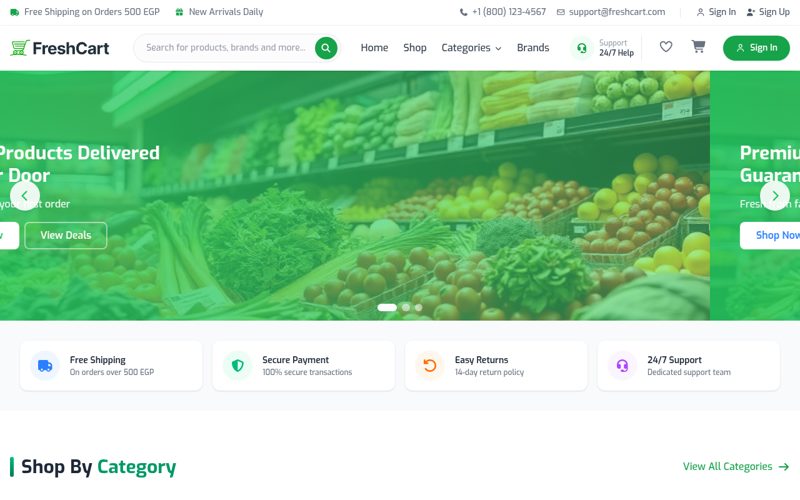 Free Shipping on Orders 500 EGP
New Arrivals Daily
+1 (800) 123-4567
support@freshcart.com
Sign In
Sign Up
FreshCart
Search for products, brands and more...
Home
Shop
Categories
Brands
Support
24/7 Help
Sign In
Products Delivered
Door
order
View Deals
Premiu
Guaran
Shop Now
Free Shipping
On orders over 500 EGP
Secure Payment
100% secure transactions
Easy Returns
14-day return policy
24/7 Support
Dedicated support team
Shop By Category
View All Categories